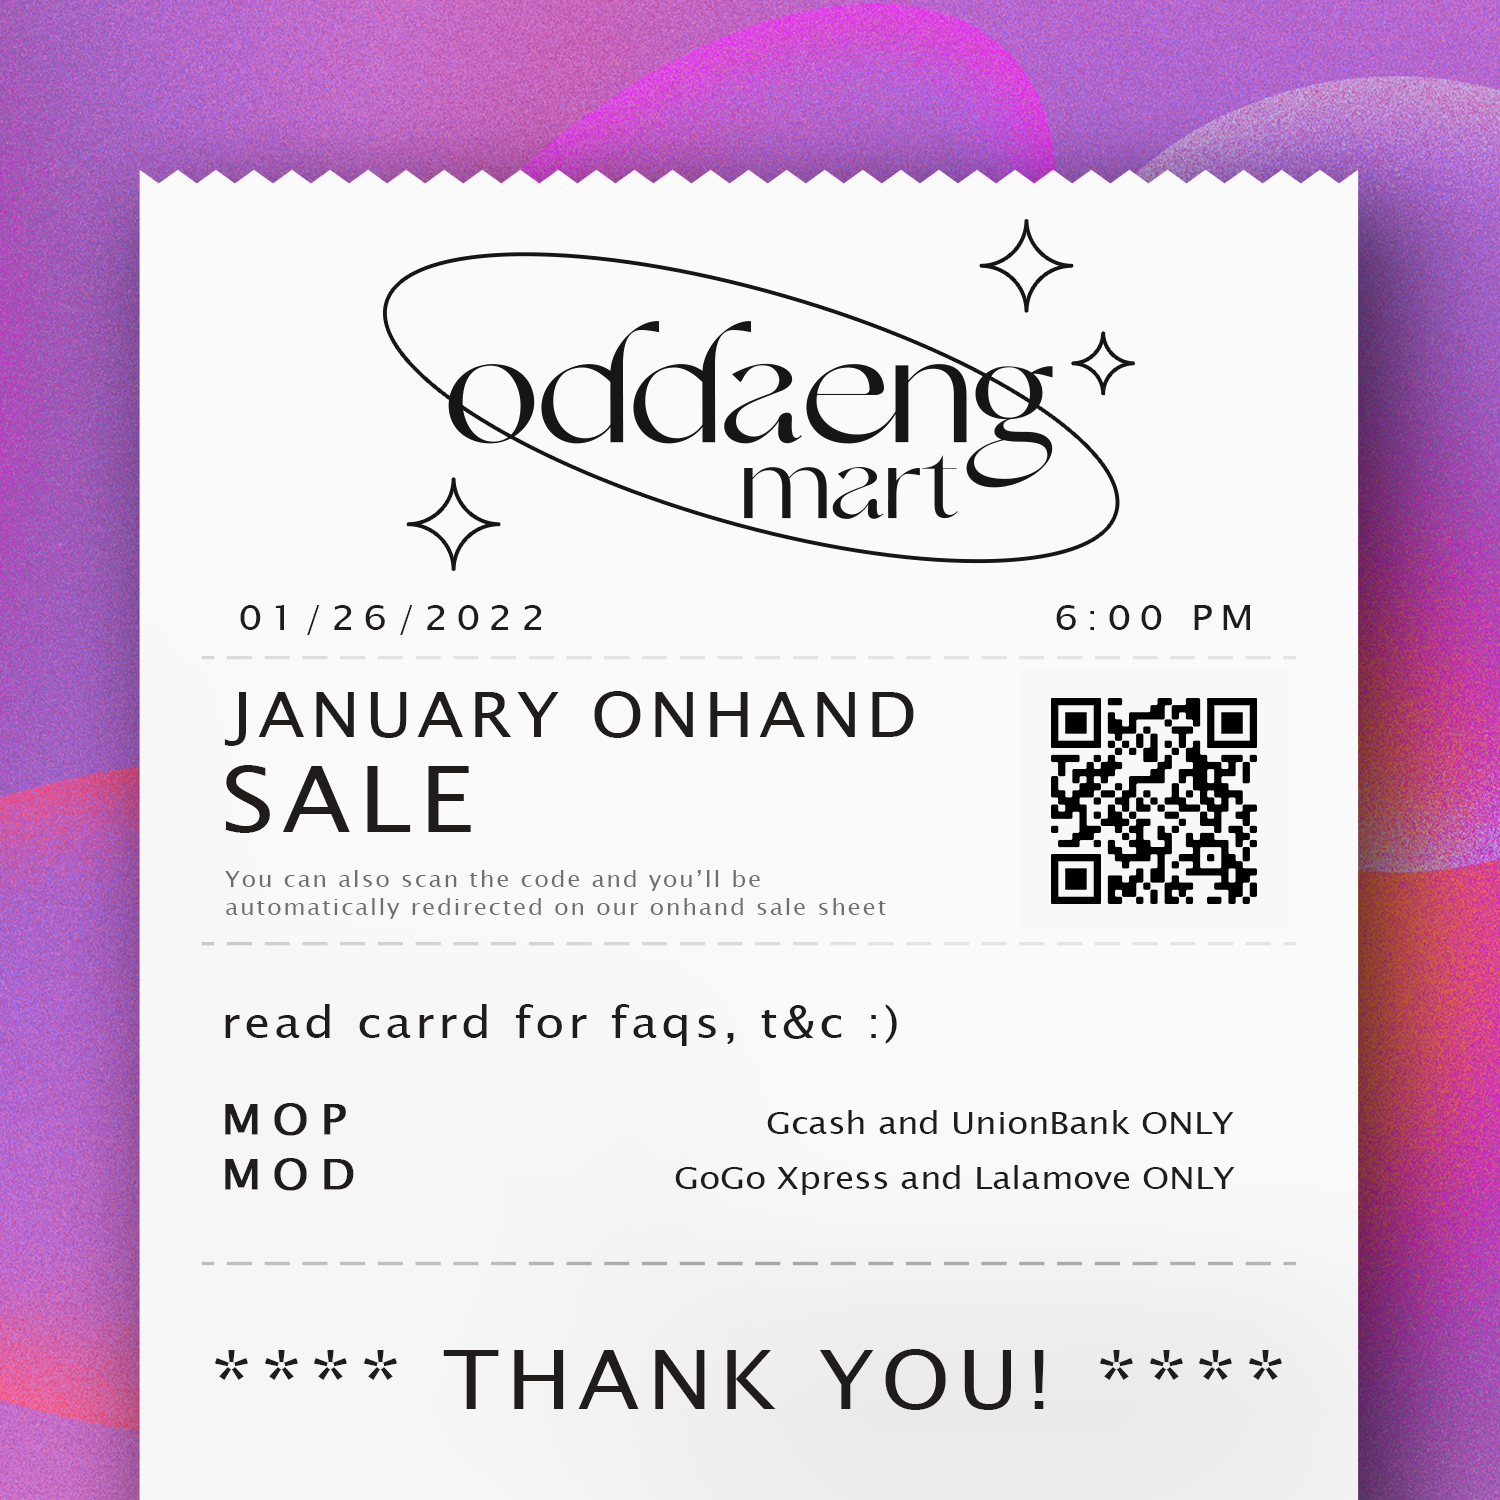 oddaeng
mart
01/26/2022 6:00 PM
JANUARY ONHAND
SALE
You can also scan the code and you’ll be
automatically redirected on our onhand sale sheet
read carrd for faqs, t&c :)
MOP Gcash and UnionBank ONLY
MOD GoGo Xpress and Lalamove ONLY
**** THANK YOU! ****